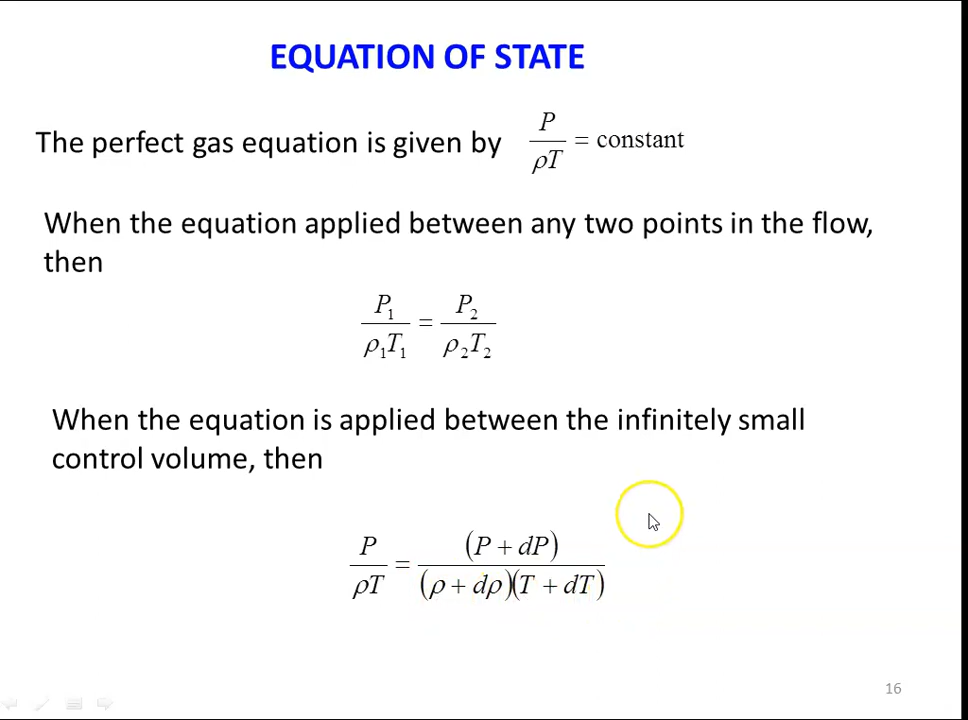 EQUATION OF STATE
The perfect gas equation is given by P/ρT = constant
When the equation applied between any two points in the flow,
then
P₁/ρ₁T₁ = P₂/ρ₂T₂
When the equation is applied between the infinitely small
control volume, then
P/ρT = (P + dP)/(ρ + dρ)(T + dT)
16